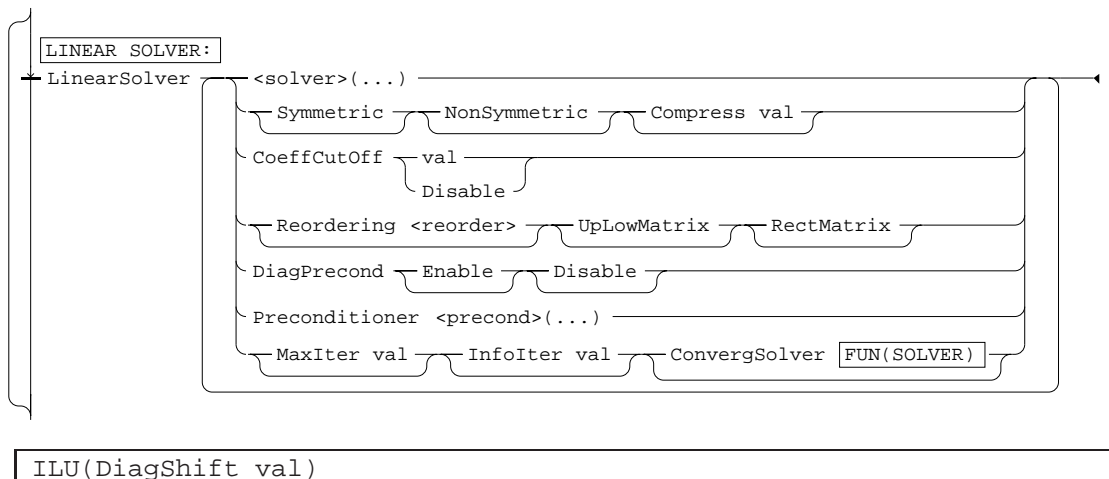 LINEAR SOLVER:
LinearSolver <solver>(...)
Symmetric NonSymmetric Compress val
CoeffCutOff val
Disable
Reordering <reorder> UpLowMatrix RectMatrix
DiagPrecond Enable Disable
Preconditioner <precond>(...)
MaxIter val InfoIter val ConvergSolver FUN(SOLVER)
ILU(DiagShift val)